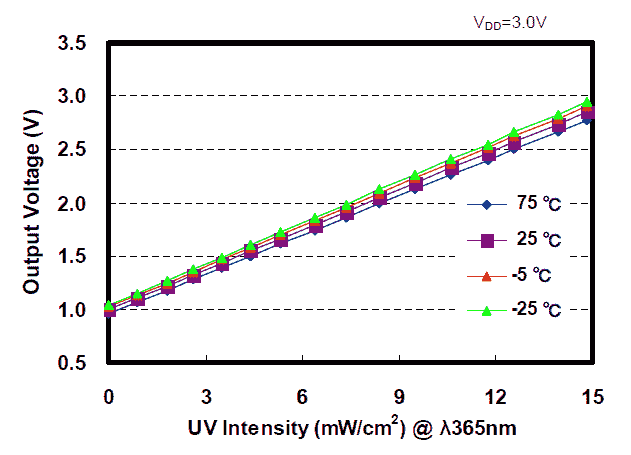 V_DD=3.0V
3.5
3.0
2.5
2.0
1.5
1.0
0.5
Output Voltage (V)
75 ℃
25 ℃
-5 ℃
-25 ℃
0 3 6 9 12 15
UV Intensity (mW/cm²) @ λ365nm